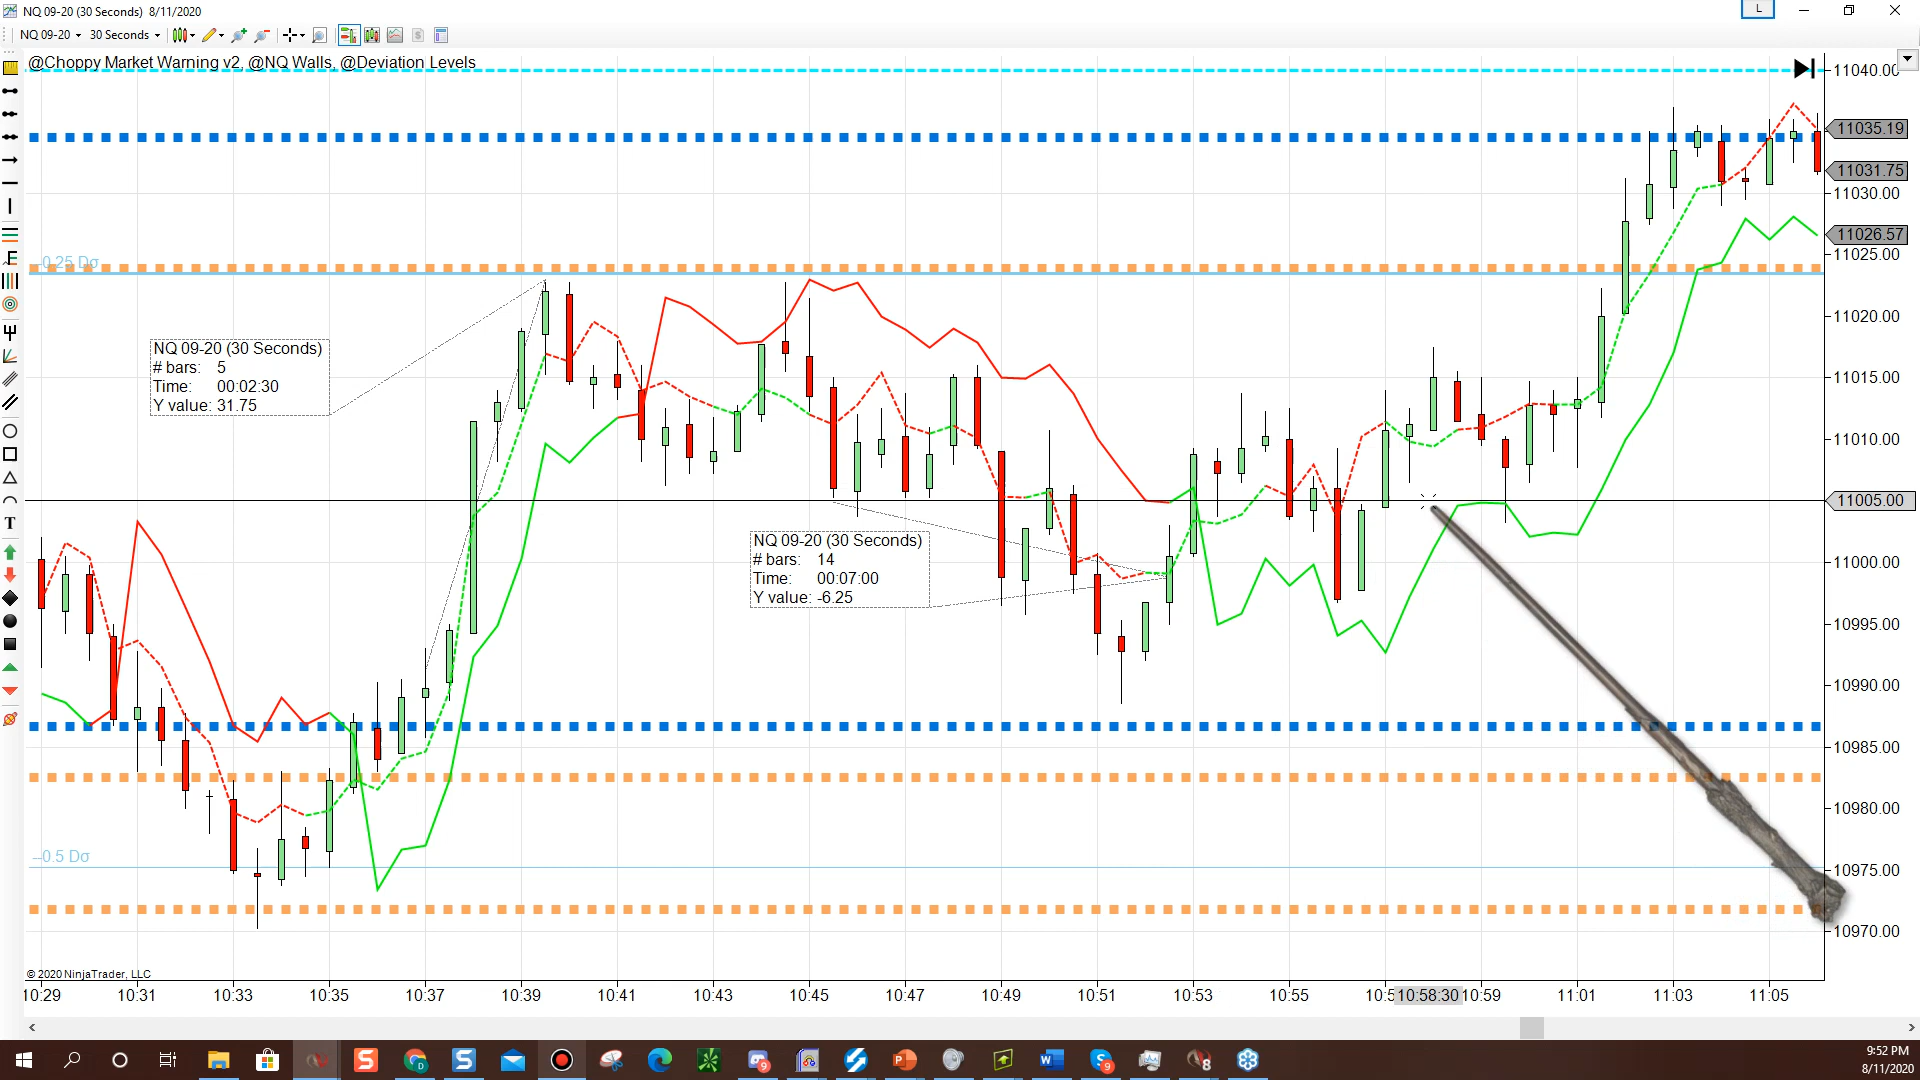 NQ 09-20 (30 Seconds) 8/11/2020
L
NQ 09-20 30 Seconds
@Choppy Market Warning v2, @NQ Walls, @Deviation Levels
11040.00
11035.19
11031.75
11030.00
11026.57
11025.00
-0.25 Dσ
11020.00
NQ 09-20 (30 Seconds)
# bars: 5
Time: 00:02:30
Y value: 31.75
11015.00
11010.00
11005.00
NQ 09-20 (30 Seconds)
# bars: 14
Time: 00:07:00
Y value: -6.25
11000.00
10995.00
10990.00
10985.00
10980.00
-0.5 Dσ
10975.00
10970.00
© 2020 NinjaTrader, LLC
10:29 10:31 10:33 10:35 10:37 10:39 10:41 10:43 10:45 10:47 10:49 10:51 10:53 10:55 10:58:30 10:59 11:01 11:03 11:05
9:52 PM
8/11/2020